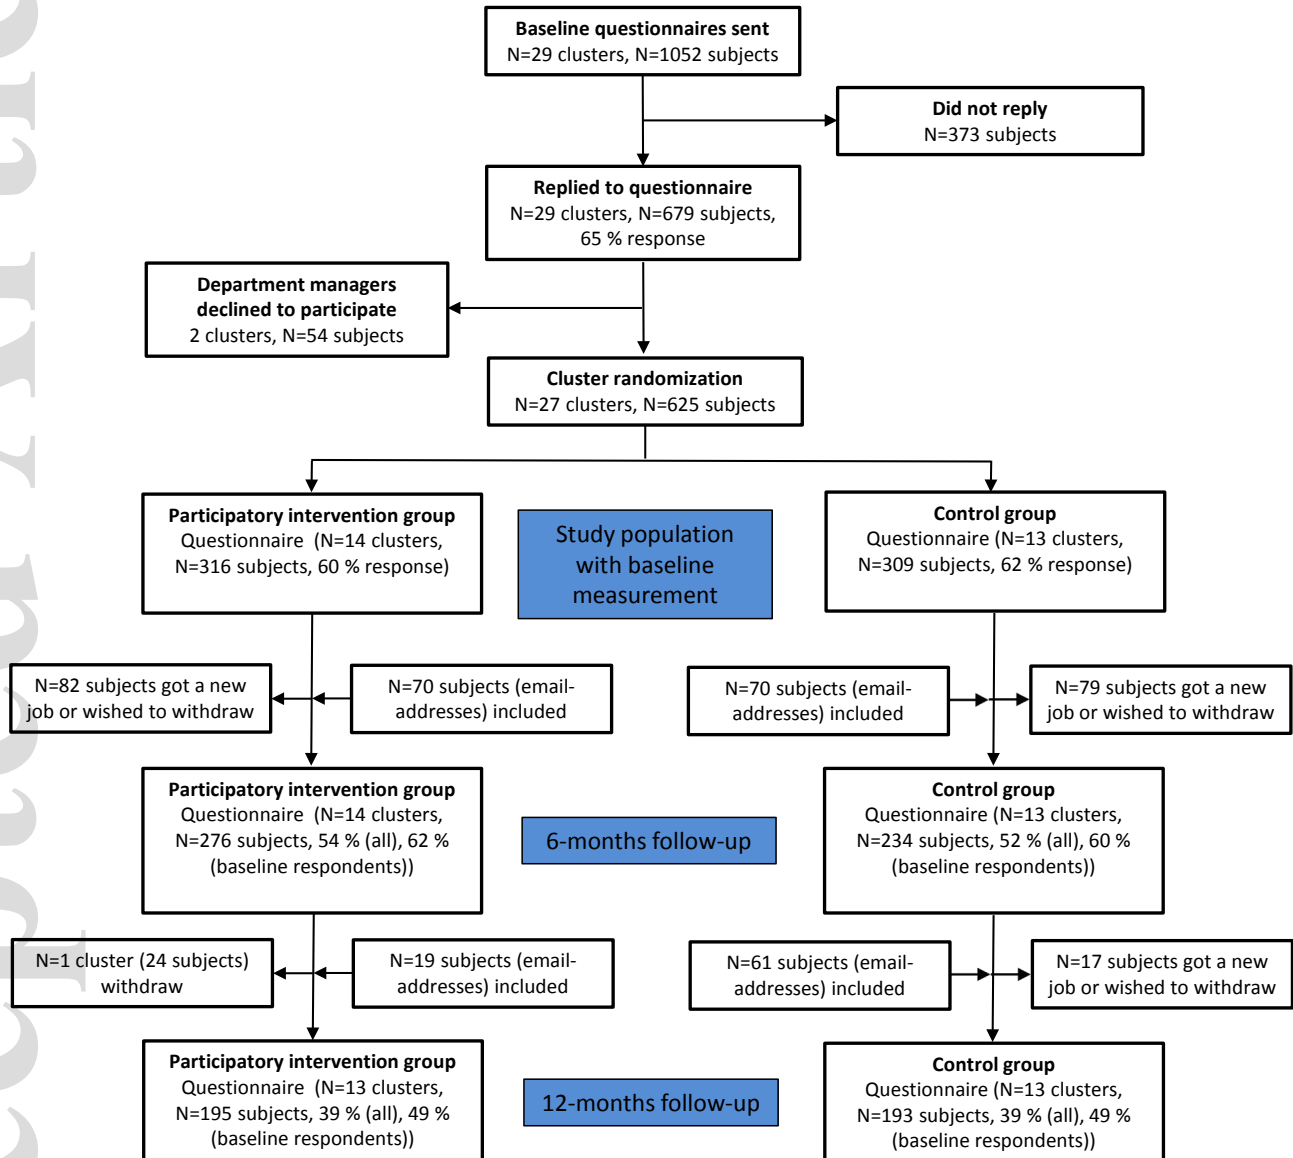 Baseline questionnaires sent
N=29 clusters, N=1052 subjects
Did not reply
N=373 subjects
Replied to questionnaire
N=29 clusters, N=679 subjects,
65 % response
Department managers
declined to participate
2 clusters, N=54 subjects
Cluster randomization
N=27 clusters, N=625 subjects
Participatory intervention group
Questionnaire (N=14 clusters,
N=316 subjects, 60 % response)
Study population
with baseline
measurement
Control group
Questionnaire (N=13 clusters,
N=309 subjects, 62 % response)
N=82 subjects got a new
job or wished to withdraw
N=70 subjects (email-
addresses) included
N=70 subjects (email-
addresses) included
N=79 subjects got a new
job or wished to withdraw
Participatory intervention group
Questionnaire (N=14 clusters,
N=276 subjects, 54 % (all), 62 %
(baseline respondents))
6-months follow-up
Control group
Questionnaire (N=13 clusters,
N=234 subjects, 52 % (all), 60 %
(baseline respondents))
N=1 cluster (24 subjects)
withdraw
N=19 subjects (email-
addresses) included
N=61 subjects (email-
addresses) included
N=17 subjects got a new
job or wished to withdraw
Participatory intervention group
Questionnaire (N=13 clusters,
N=195 subjects, 39 % (all), 49 %
(baseline respondents))
12-months follow-up
Control group
Questionnaire (N=13 clusters,
N=193 subjects, 39 % (all), 49 %
(baseline respondents))